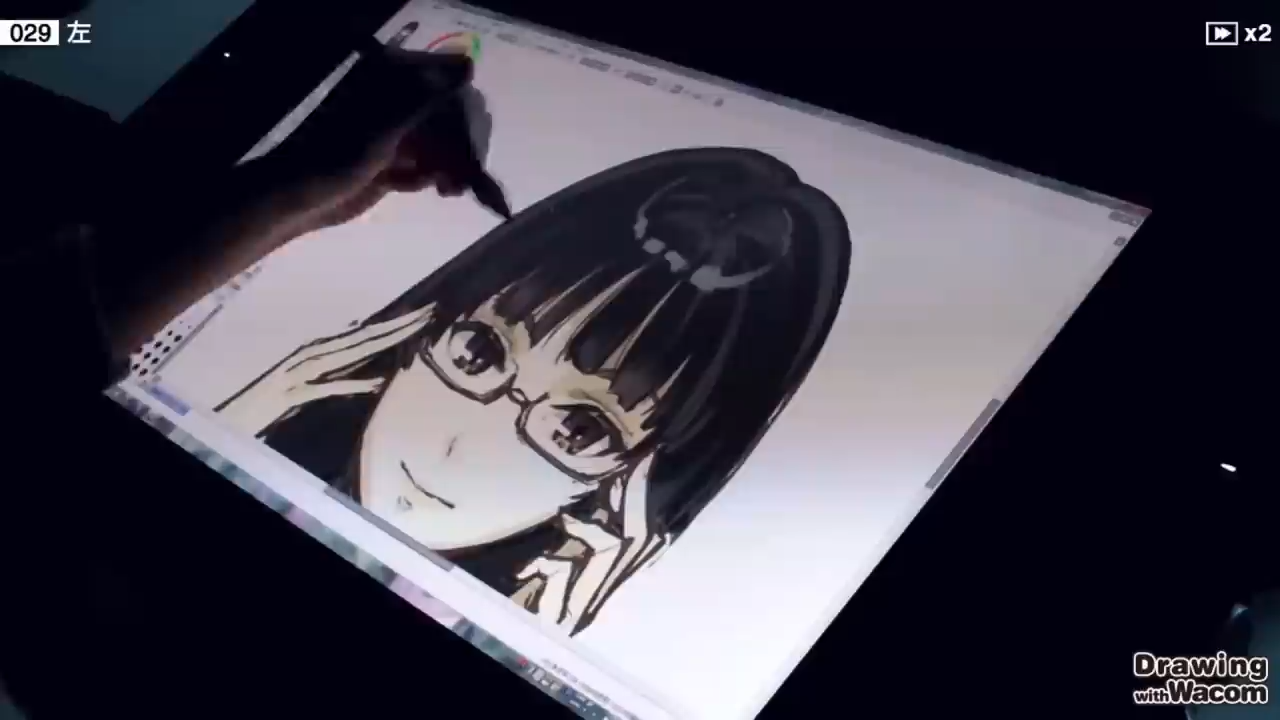 029 左
x2
Drawing
with Wacom